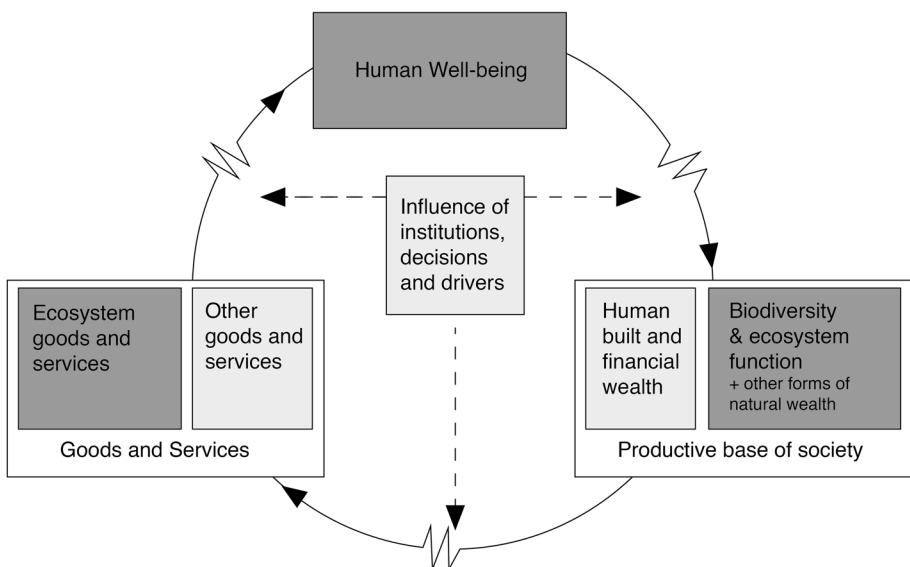 Human Well-being
Influence of
institutions,
decisions
and drivers
Ecosystem
goods and
services
Other
goods and
services
Goods and Services
Human
built and
financial
wealth
Biodiversity
& ecosystem
function
+ other forms of
natural wealth
Productive base of society